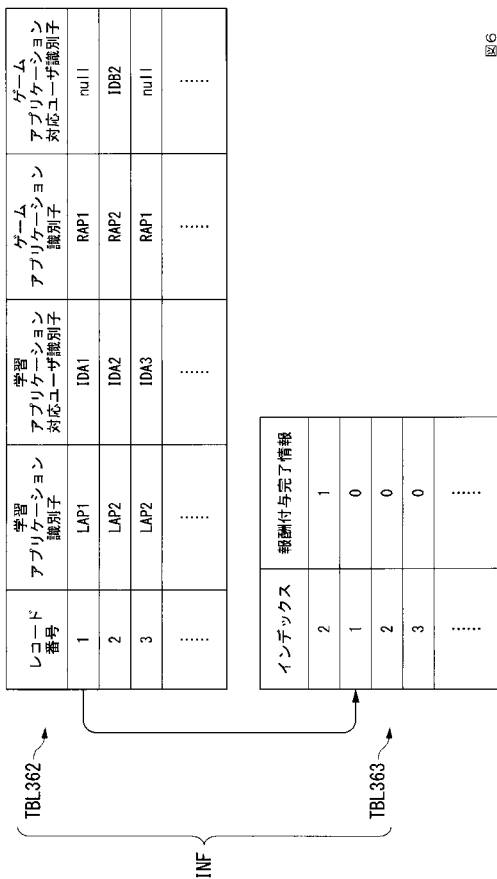 INF
TBL362
レコード番号 学習アプリケーション識別子 学習アプリケーション対応ユーザ識別子 ゲームアプリケーション識別子 ゲームアプリケーション対応ユーザ識別子
1 LAP1 IDA1 RAP1 null
2 LAP2 IDA2 RAP2 IDB2
3 LAP2 IDA3 RAP1 null
…… …… …… …… ……
TBL363
インデックス 報酬付与完了情報
2 1
1 0
2 0
3 0
…… ……
図6